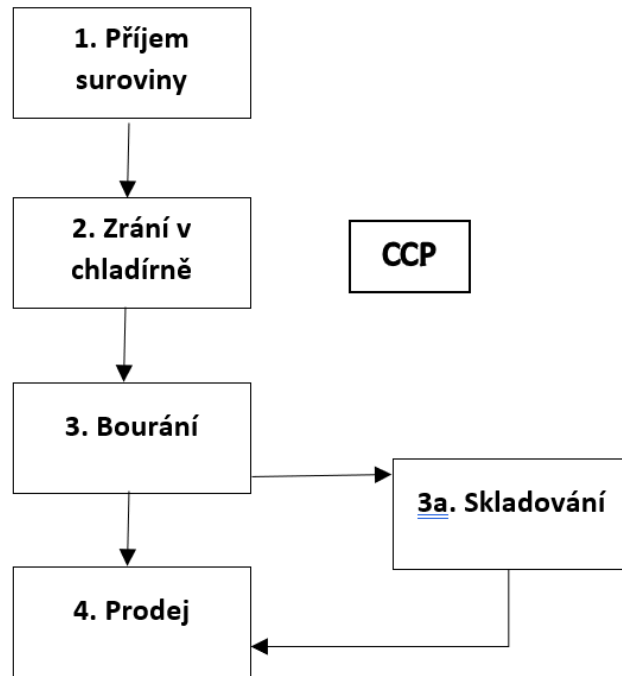 1. Příjem
suroviny
2. Zrání v
chladírně
CCP
3. Bourání
3a. Skladování
4. Prodej